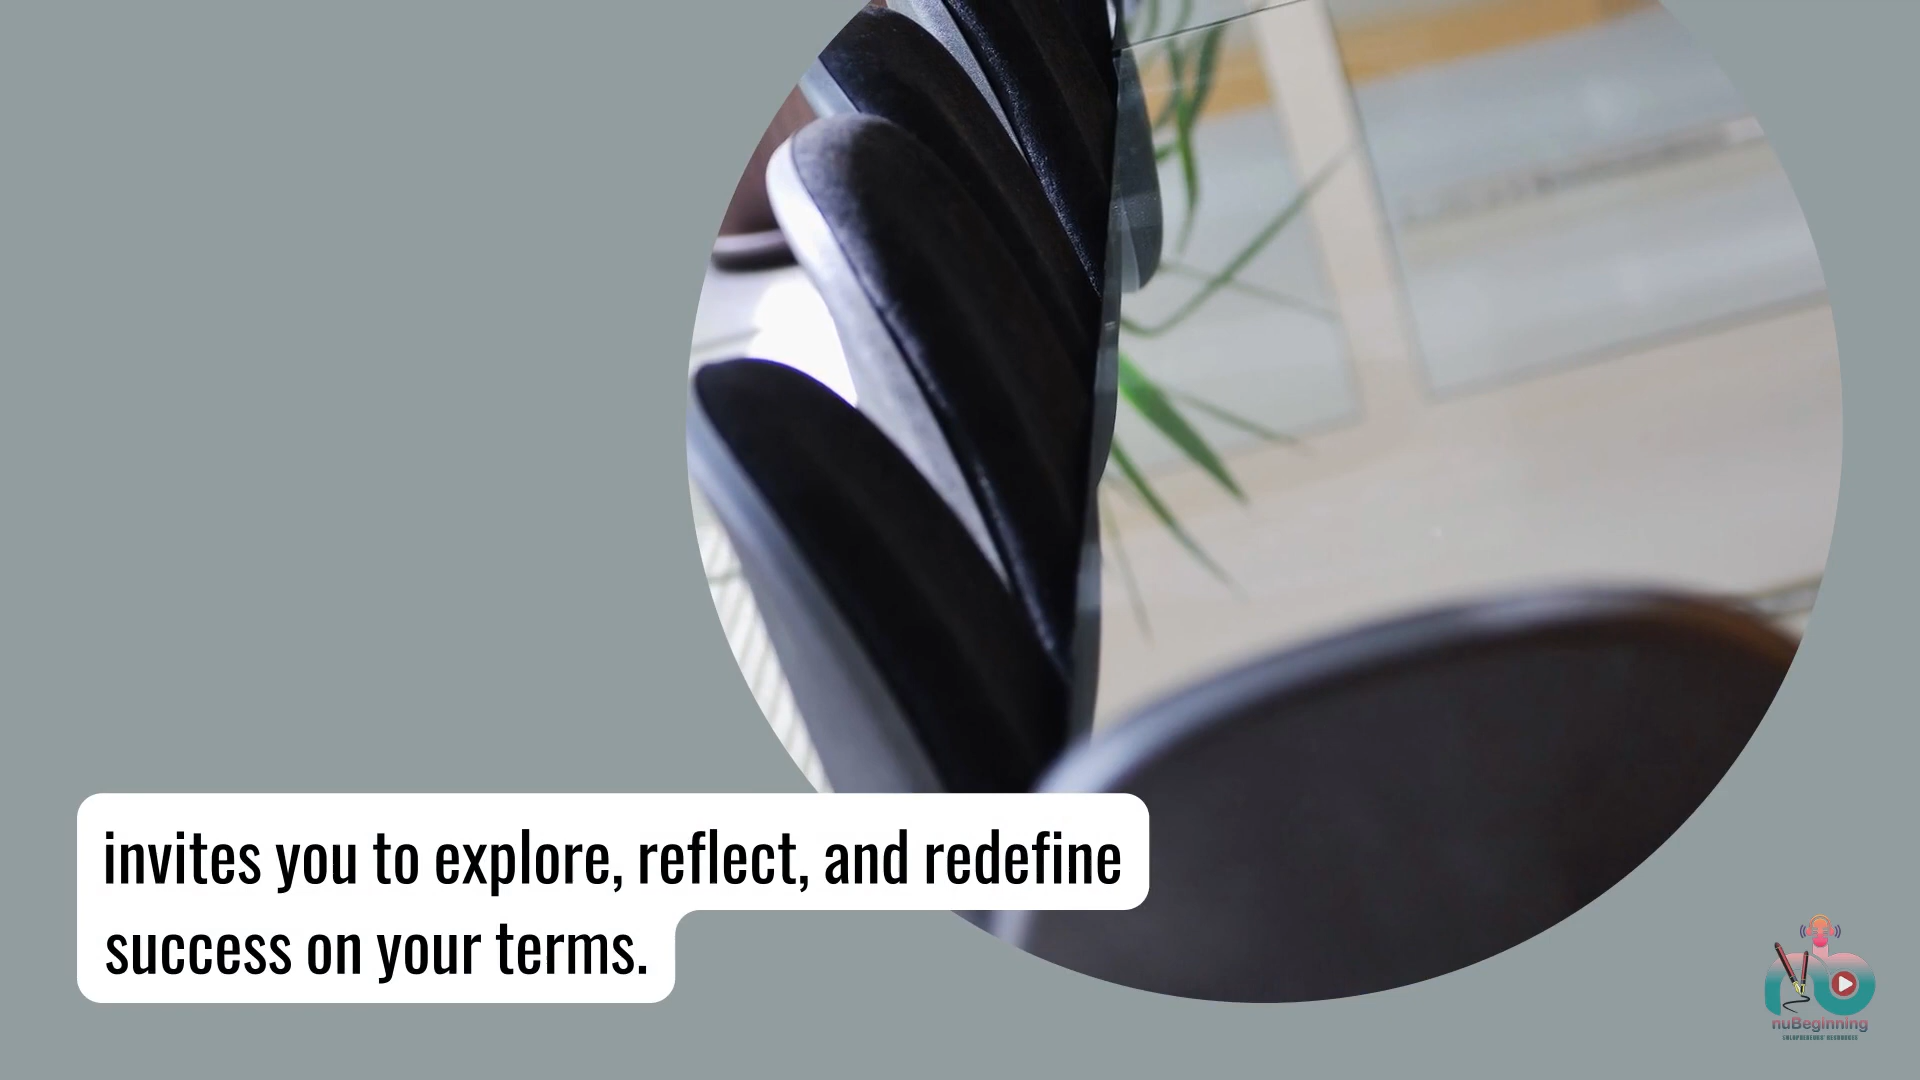 invites you to explore, reflect, and redefine
success on your terms.
nuBeginning